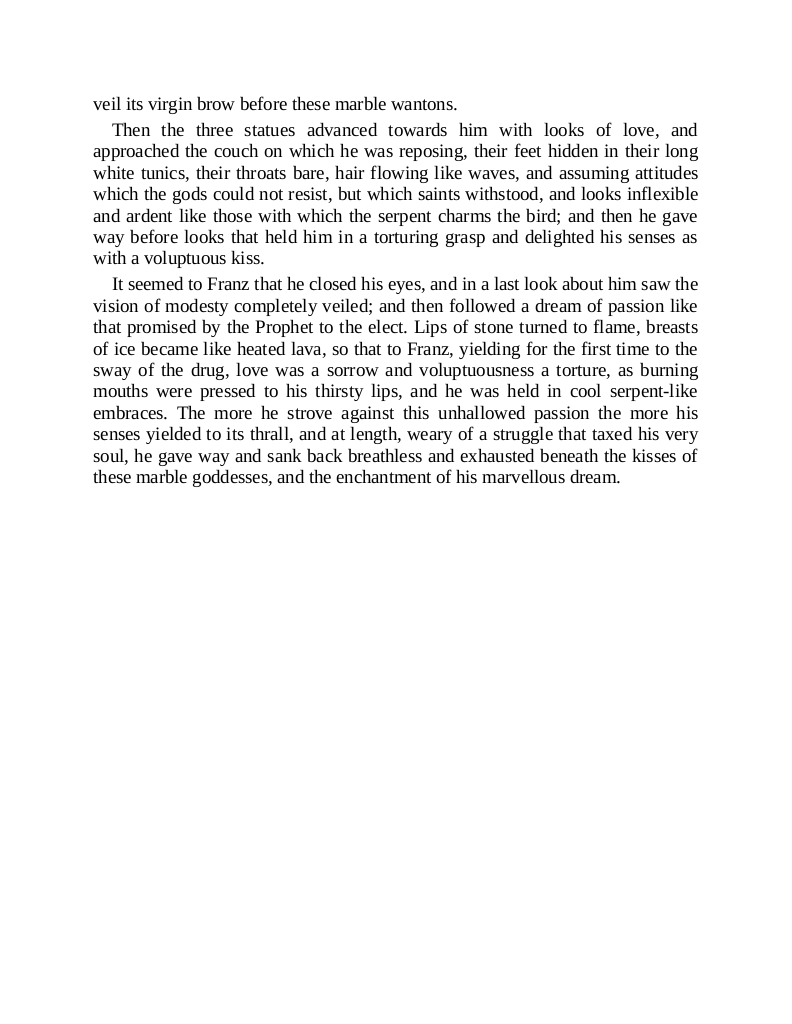 veil its virgin brow before these marble wantons.
Then the three statues advanced towards him with looks of love, and
approached the couch on which he was reposing, their feet hidden in their long
white tunics, their throats bare, hair flowing like waves, and assuming attitudes
which the gods could not resist, but which saints withstood, and looks inflexible
and ardent like those with which the serpent charms the bird; and then he gave
way before looks that held him in a torturing grasp and delighted his senses as
with a voluptuous kiss.
It seemed to Franz that he closed his eyes, and in a last look about him saw the
vision of modesty completely veiled; and then followed a dream of passion like
that promised by the Prophet to the elect. Lips of stone turned to flame, breasts
of ice became like heated lava, so that to Franz, yielding for the first time to the
sway of the drug, love was a sorrow and voluptuousness a torture, as burning
mouths were pressed to his thirsty lips, and he was held in cool serpent-like
embraces. The more he strove against this unhallowed passion the more his
senses yielded to its thrall, and at length, weary of a struggle that taxed his very
soul, he gave way and sank back breathless and exhausted beneath the kisses of
these marble goddesses, and the enchantment of his marvellous dream.